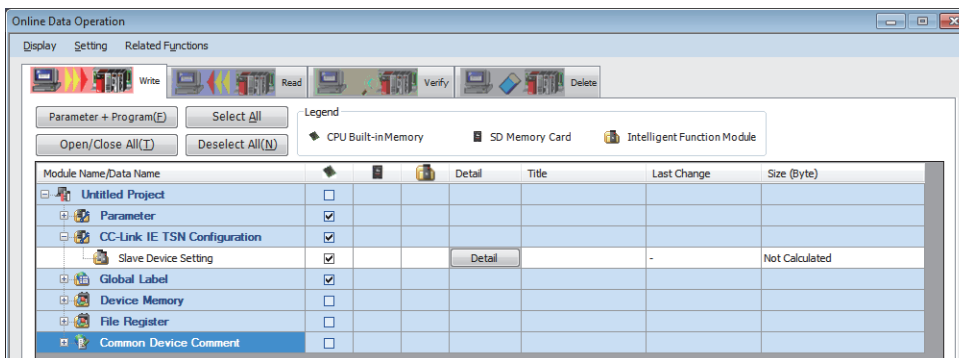 Online Data Operation
Display Setting Related Functions
Write Read Verify Delete
Parameter + Program(F) Select All
Legend
CPU Built-in Memory SD Memory Card Intelligent Function Module
Open/Close All(T) Deselect All(N)
Module Name/Data Name Detail Title Last Change Size (Byte)
Untitled Project
Parameter
CC-Link IE TSN Configuration
Slave Device Setting Detail - Not Calculated
Global Label
Device Memory
File Register
Common Device Comment